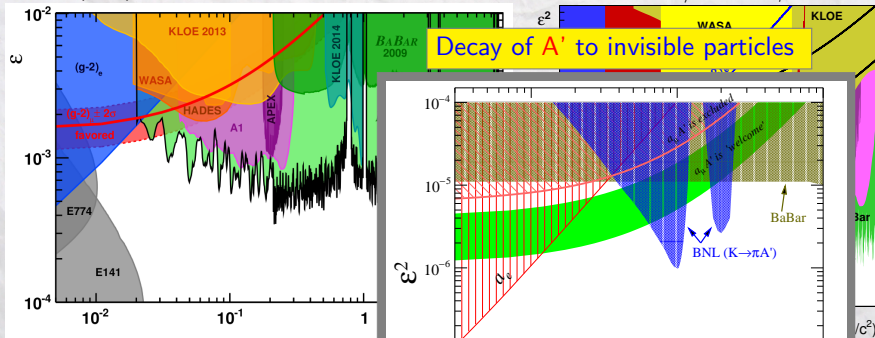 10-2
ε
KLOE 2013
KLOE 2014
BABAR
2009
(g-2)e
WASA
HADES
APEX
A1
(g-2)μ ± 2σ
favored
10-3
E774
E141
10-4
10-2
10-1
1
ε2
WASA
KLOE
Decay of A' to invisible particles
10-4
aμ A' is excluded
aμ A' is 'welcome'
10-5
BaBar
BNL (K→πA')
ae
ε2
10-6
Bar
/c2)